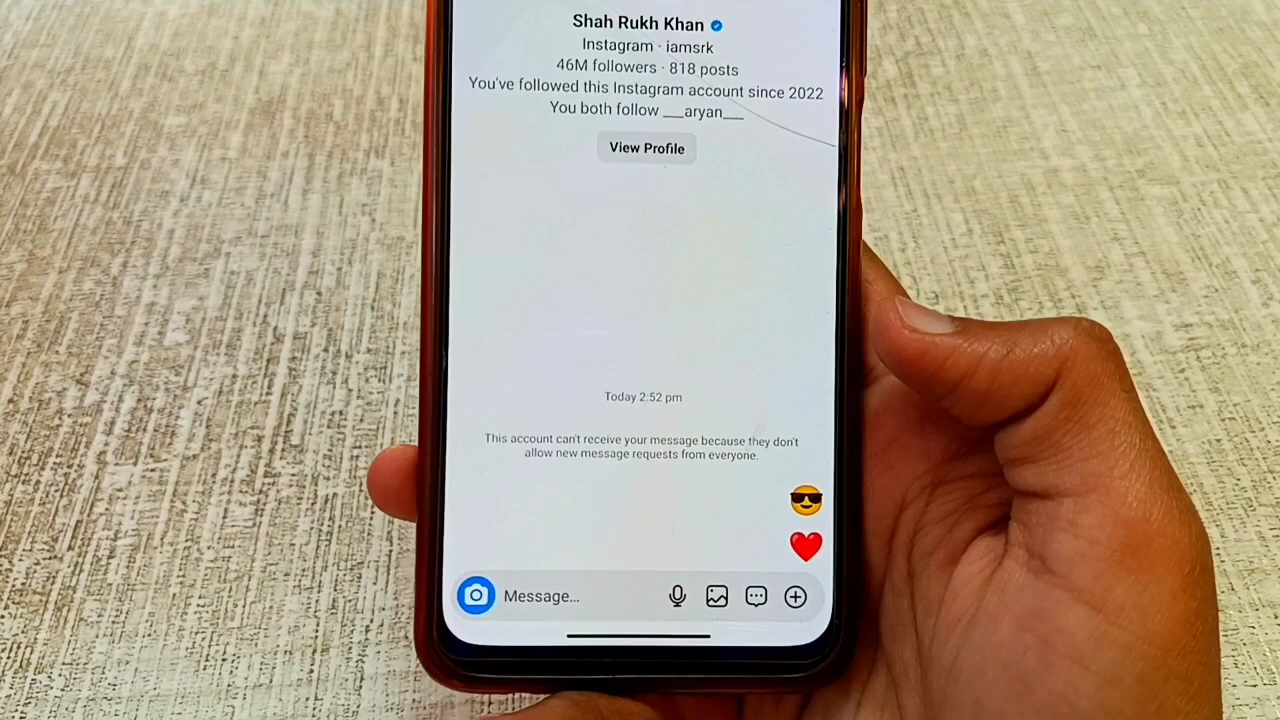 Shah Rukh Khan
Instagram · iamsrk
46M followers · 818 posts
You've followed this Instagram account since 2022
You both follow ___aryan___
View Profile
Today 2:52 pm
This account can't receive your message because they don't
allow new message requests from everyone.
Message...